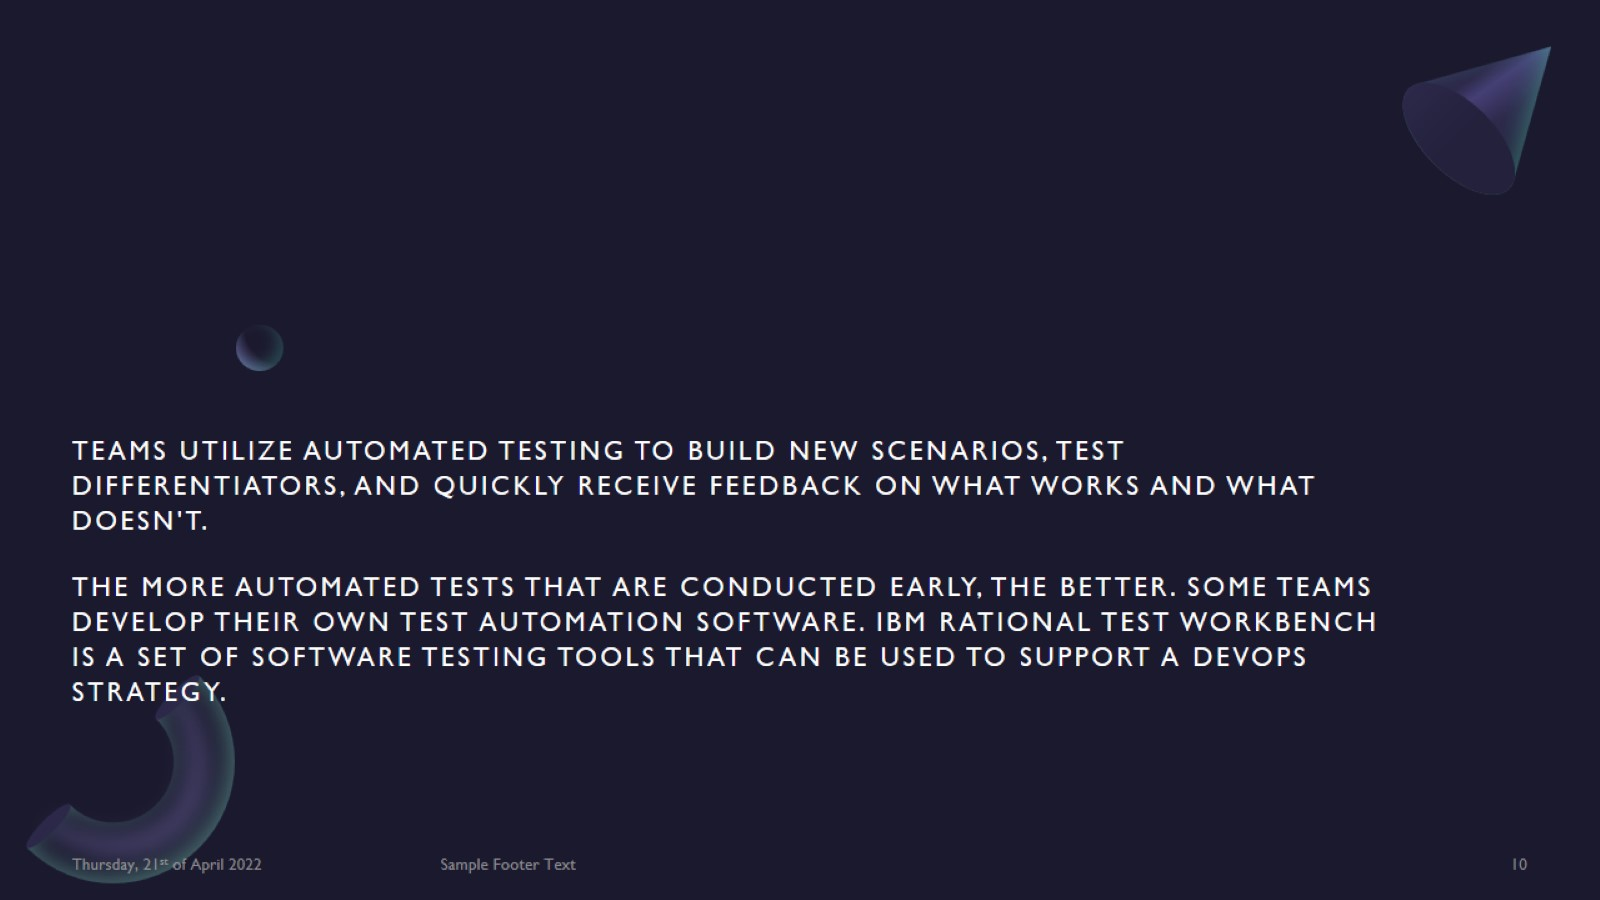 TEAMS UTILIZE AUTOMATED TESTING TO BUILD NEW SCENARIOS, TEST
DIFFERENTIATORS, AND QUICKLY RECEIVE FEEDBACK ON WHAT WORKS AND WHAT
DOESN'T.
THE MORE AUTOMATED TESTS THAT ARE CONDUCTED EARLY, THE BETTER. SOME TEAMS
DEVELOP THEIR OWN TEST AUTOMATION SOFTWARE. IBM RATIONAL TEST WORKBENCH
IS A SET OF SOFTWARE TESTING TOOLS THAT CAN BE USED TO SUPPORT A DEVOPS
STRATEGY.
Thursday, 21st of April 2022
Sample Footer Text
10